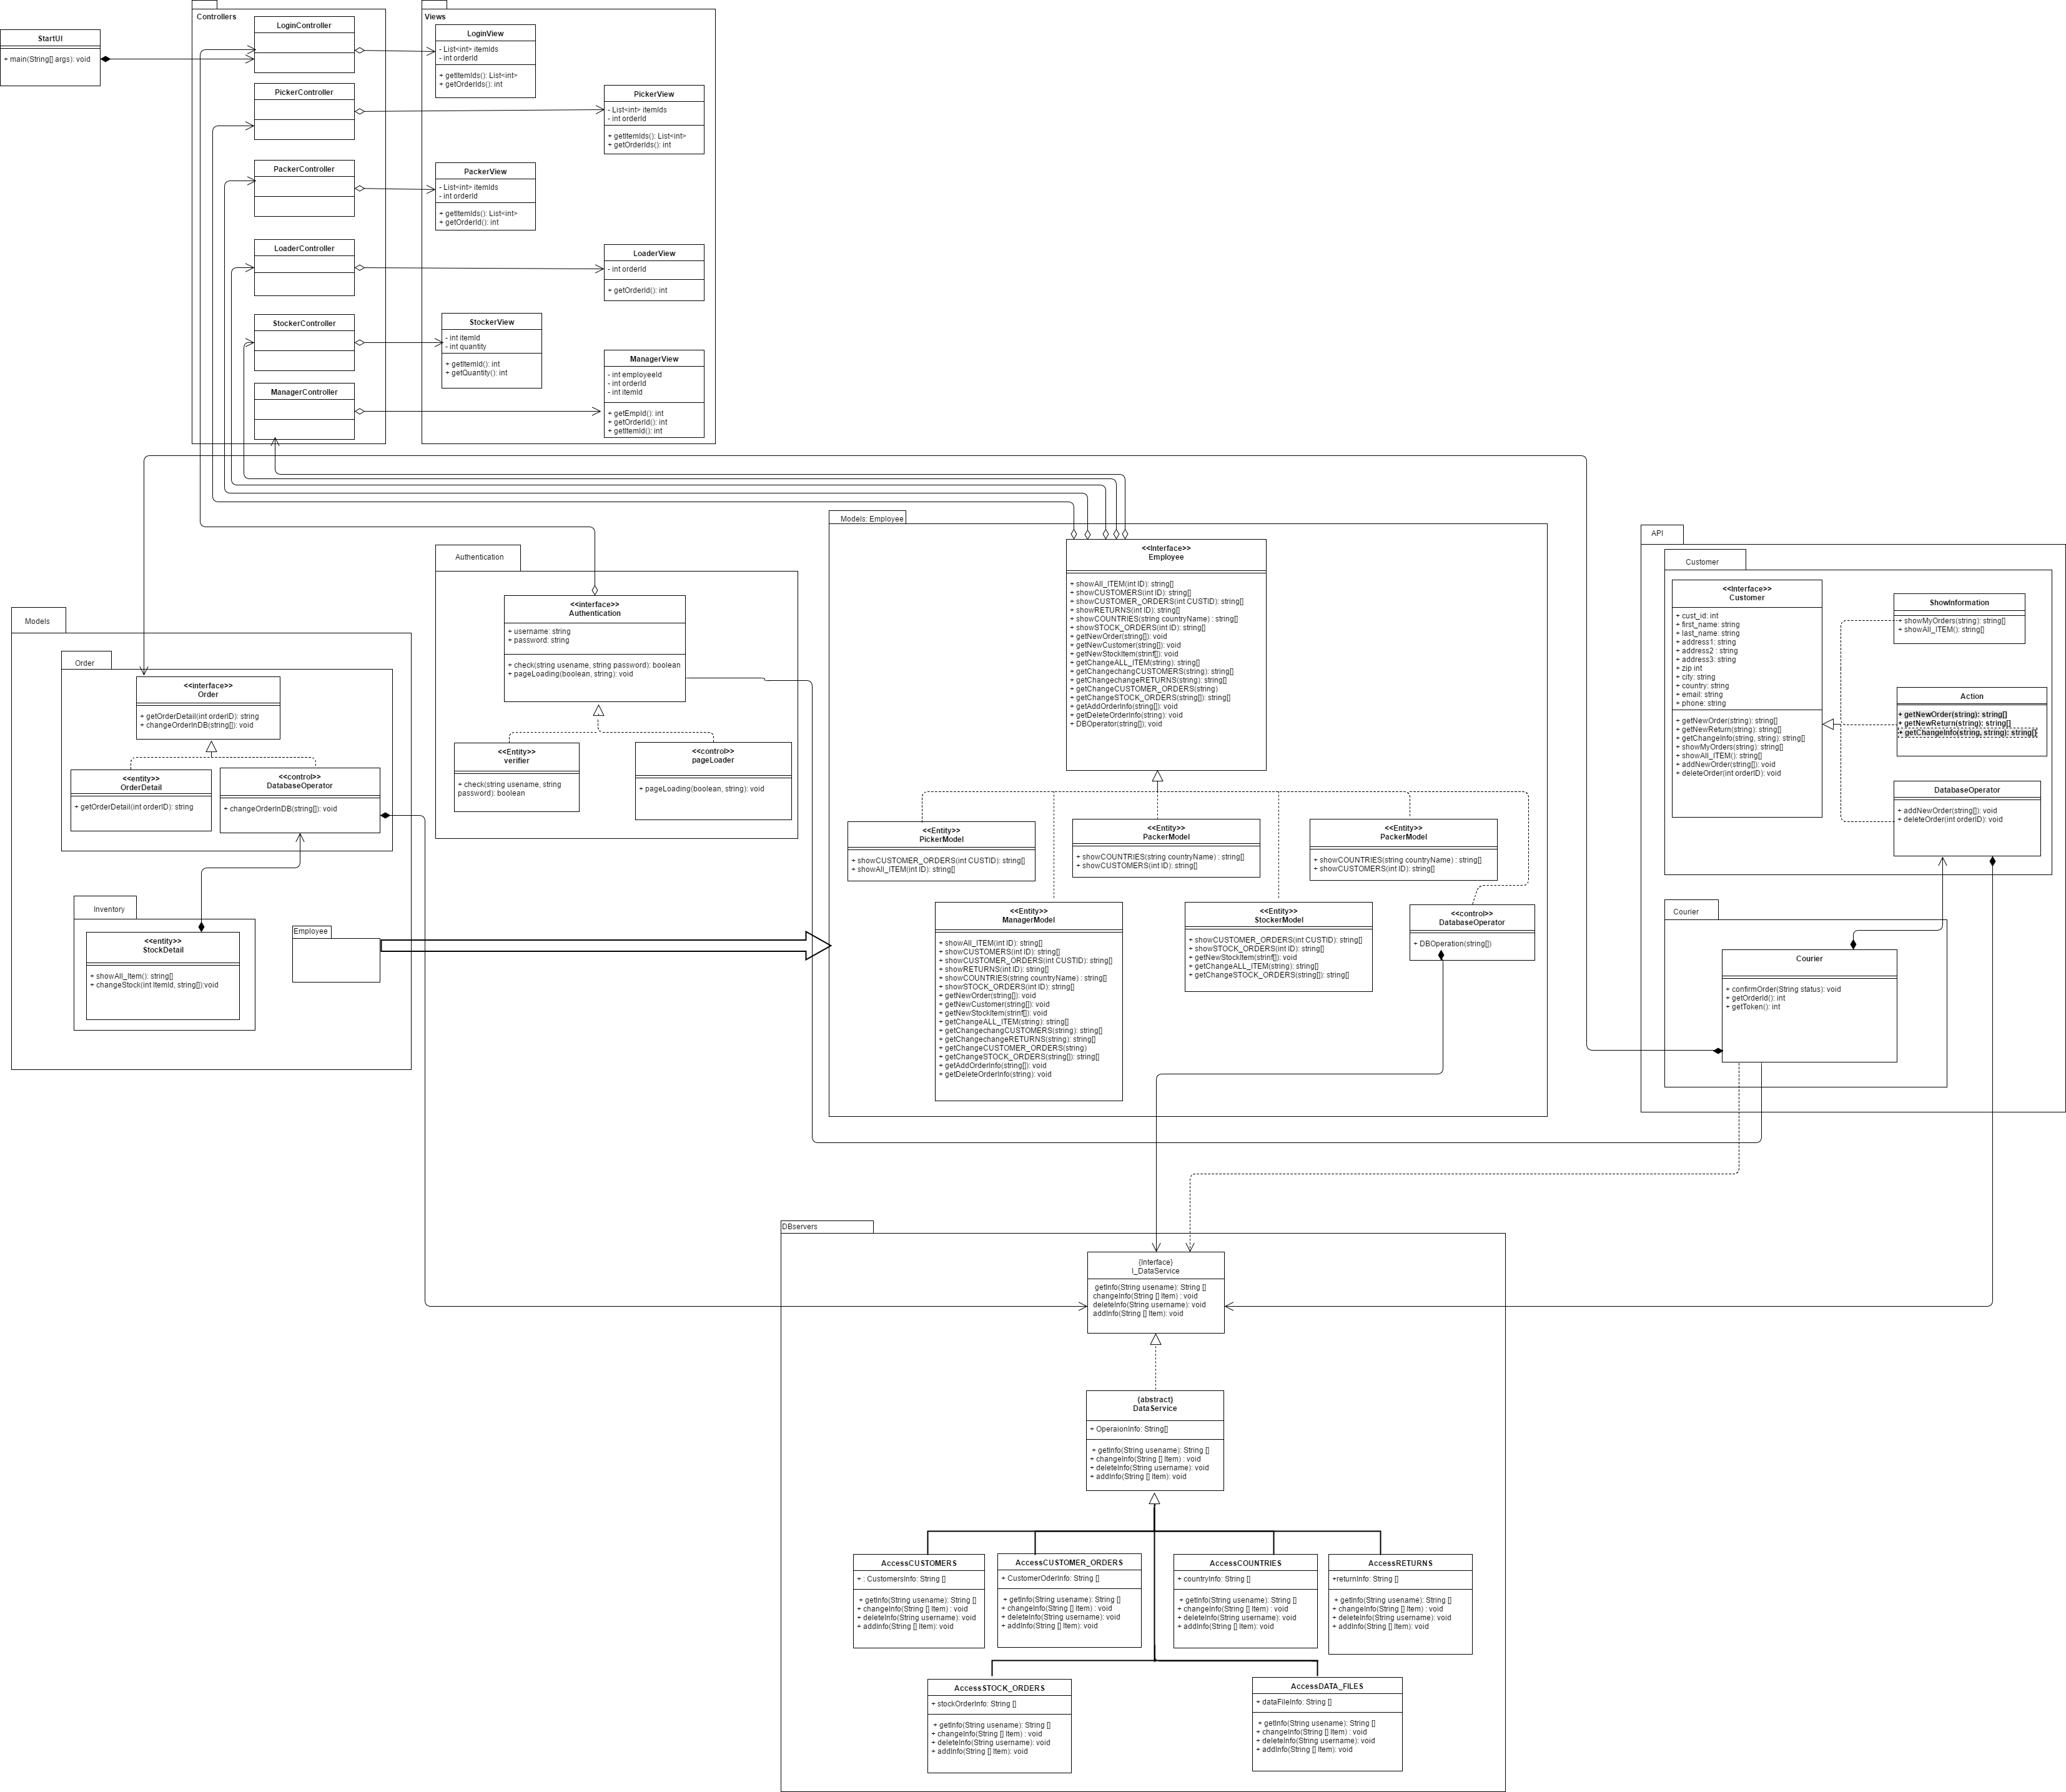 StartUI
+ main(String[] args): void
Controllers
LoginController
PickerController
PackerController
LoaderController
StockerController
ManagerController
Views
LoginView
- List<int> itemIds
- int orderId
+ getItemIds(): List<int>
+ getOrderIds(): int
PickerView
- List<int> itemIds
- int orderId
+ getItemIds(): List<int>
+ getOrderIds(): int
PackerView
- List<int> itemIds
- int orderId
+ getItemIds(): List<int>
+ getOrderId(): int
LoaderView
- int orderId
+ getOrderId(): int
StockerView
- int itemId
- int quantity
+ getItemId(): int
+ getQuantity(): int
ManagerView
- int employeeId
- int orderId
- int itemId
+ getEmpId(): int
+ getOrderId(): int
+ getItemId(): int
Models
Order
<<interface>>
Order
+ getOrderDetail(int orderID): string
+ changeOrderInDB(string[]): void
<<entity>>
OrderDetail
+ getOrderDetail(int orderID): string
<<control>>
DatabaseOperator
+ changeOrderInDB(string[]): void
Inventory
<<entity>>
StockDetail
+ showAll_Item(): string[]
+ changeStock(int ItemId, string[]):void
Employee
Authentication
<<interface>>
Authentication
+ username: string
+ password: string
+ check(string usename, string password): boolean
+ pageLoading(boolean, string): void
<<Entity>>
verifier
+ check(string usename, string
password): boolean
<<control>>
pageLoader
+ pageLoading(boolean, string): void
Models: Employee
<<Interface>>
Employee
+ showAll_ITEM(int ID): string[]
+ showCUSTOMERS(int ID): string[]
+ showCUSTOMER_ORDERS(int CUSTID): string[]
+ showRETURNS(int ID): string[]
+ showCOUNTRIES(string countryName) : string[]
+ showSTOCK_ORDERS(int ID): string[]
+ getNewOrder(string[]): void
+ getNewCustomer(string[]): void
+ getNewStockItem(strinf[]): void
+ getChangeALL_ITEM(string): string[]
+ getChangechangCUSTOMERS(string): string[]
+ getChangechangeRETURNS(string): string[]
+ getChangeCUSTOMER_ORDERS(string)
+ getChangeSTOCK_ORDERS(string[]): string[]
+ getAddOrderInfo(string[]): void
+ getDeleteOrderInfo(string): void
+ DBOperator(string[]); void
<<Entity>>
PickerModel
+ showCUSTOMER_ORDERS(int CUSTID): string[]
+ showAll_ITEM(int ID): string[]
<<Entity>>
PackerModel
+ showCOUNTRIES(string countryName) : string[]
+ showCUSTOMERS(int ID): string[]
<<Entity>>
PackerModel
+ showCOUNTRIES(string countryName) : string[]
+ showCUSTOMERS(int ID): string[]
<<Entity>>
ManagerModel
+ showAll_ITEM(int ID): string[]
+ showCUSTOMERS(int ID): string[]
+ showCUSTOMER_ORDERS(int CUSTID): string[]
+ showRETURNS(int ID): string[]
+ showCOUNTRIES(string countryName) : string[]
+ showSTOCK_ORDERS(int ID): string[]
+ getNewOrder(string[]): void
+ getNewCustomer(string[]): void
+ getNewStockItem(strinf[]): void
+ getChangeALL_ITEM(string): string[]
+ getChangechangCUSTOMERS(string): string[]
+ getChangechangeRETURNS(string): string[]
+ getChangeCUSTOMER_ORDERS(string)
+ getChangeSTOCK_ORDERS(string[]): string[]
+ getAddOrderInfo(string[]): void
+ getDeleteOrderInfo(string): void
<<Entity>>
StockerModel
+ showCUSTOMER_ORDERS(int CUSTID): string[]
+ showSTOCK_ORDERS(int ID): string[]
+ getNewStockItem(strinf[]): void
+ getChangeALL_ITEM(string): string[]
+ getChangeSTOCK_ORDERS(string[]): string[]
<<control>>
DatabaseOperator
+ DBOperation(string[])
API
Customer
<<Interface>>
Customer
+ cust_id: int
+ first_name: string
+ last_name: string
+ address1: string
+ address2 : string
+ address3: string
+ zip int
+ city: string
+ country: string
+ email: string
+ phone: string
+ getNewOrder(string): string[]
+ getNewReturn(string): string[]
+ getChangeInfo(string, string): string[]
+ showMyOrders(string): string[]
+ showAll_ITEM(): string[]
+ addNewOrder(string[]): void
+ deleteOrder(int orderID): void
ShowInformation
+ showMyOrders(string): string[]
+ showAll_ITEM(): string[]
Action
+ getNewOrder(string): string[]
+ getNewReturn(string): string[]
+ getChangeInfo(string, string): string[]
DatabaseOperator
+ addNewOrder(string[]): void
+ deleteOrder(int orderID): void
Courier
Courier
+ confirmOrder(String status): void
+ getOrderId(): int
+ getToken(): int
DBservers
{Interface}
I_DataService
getInfo(String usename): String []
changeInfo(String [] Item) : void
deleteInfo(String username): void
addInfo(String [] Item): void
{abstract}
DataService
+ OperaionInfo: String[]
+ getInfo(String usename): String []
+ changeInfo(String [] Item) : void
+ deleteInfo(String username): void
+ addInfo(String [] Item): void
AccessCUSTOMERS
+ : CustomersInfo: String []
+ getInfo(String usename): String []
+ changeInfo(String [] Item) : void
+ deleteInfo(String username): void
+ addInfo(String [] Item): void
AccessCUSTOMER_ORDERS
+ CustomerOderInfo: String []
+ getInfo(String usename): String []
+ changeInfo(String [] Item) : void
+ deleteInfo(String username): void
+ addInfo(String [] Item): void
AccessCOUNTRIES
+ countryInfo: String []
+ getInfo(String usename): String []
+ changeInfo(String [] Item) : void
+ deleteInfo(String username): void
+ addInfo(String [] Item): void
AccessRETURNS
+returnInfo: String []
+ getInfo(String usename): String []
+ changeInfo(String [] Item) : void
+ deleteInfo(String username): void
+ addInfo(String [] Item): void
AccessSTOCK_ORDERS
+ stockOrderInfo: String []
+ getInfo(String usename): String []
+ changeInfo(String [] Item) : void
+ deleteInfo(String username): void
+ addInfo(String [] Item): void
AccessDATA_FILES
+ dataFileInfo: String []
+ getInfo(String usename): String []
+ changeInfo(String [] Item) : void
+ deleteInfo(String username): void
+ addInfo(String [] Item): void